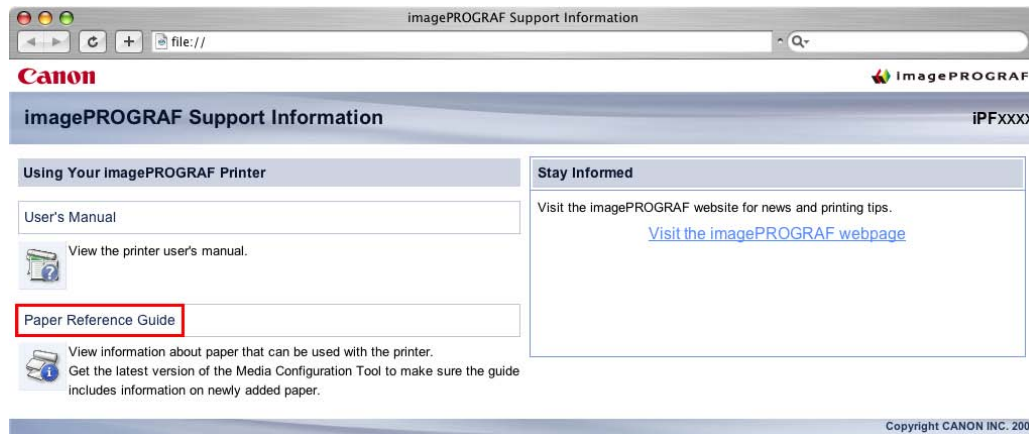 imagePROGRAF Support Information
file://
Canon
imagePROGRAF
imagePROGRAF Support Information
iPFxxxx
Using Your imagePROGRAF Printer
User's Manual
View the printer user's manual.
Paper Reference Guide
View information about paper that can be used with the printer.
Get the latest version of the Media Configuration Tool to make sure the guide
includes information on newly added paper.
Stay Informed
Visit the imagePROGRAF website for news and printing tips.
Visit the imagePROGRAF webpage
Copyright CANON INC. 200